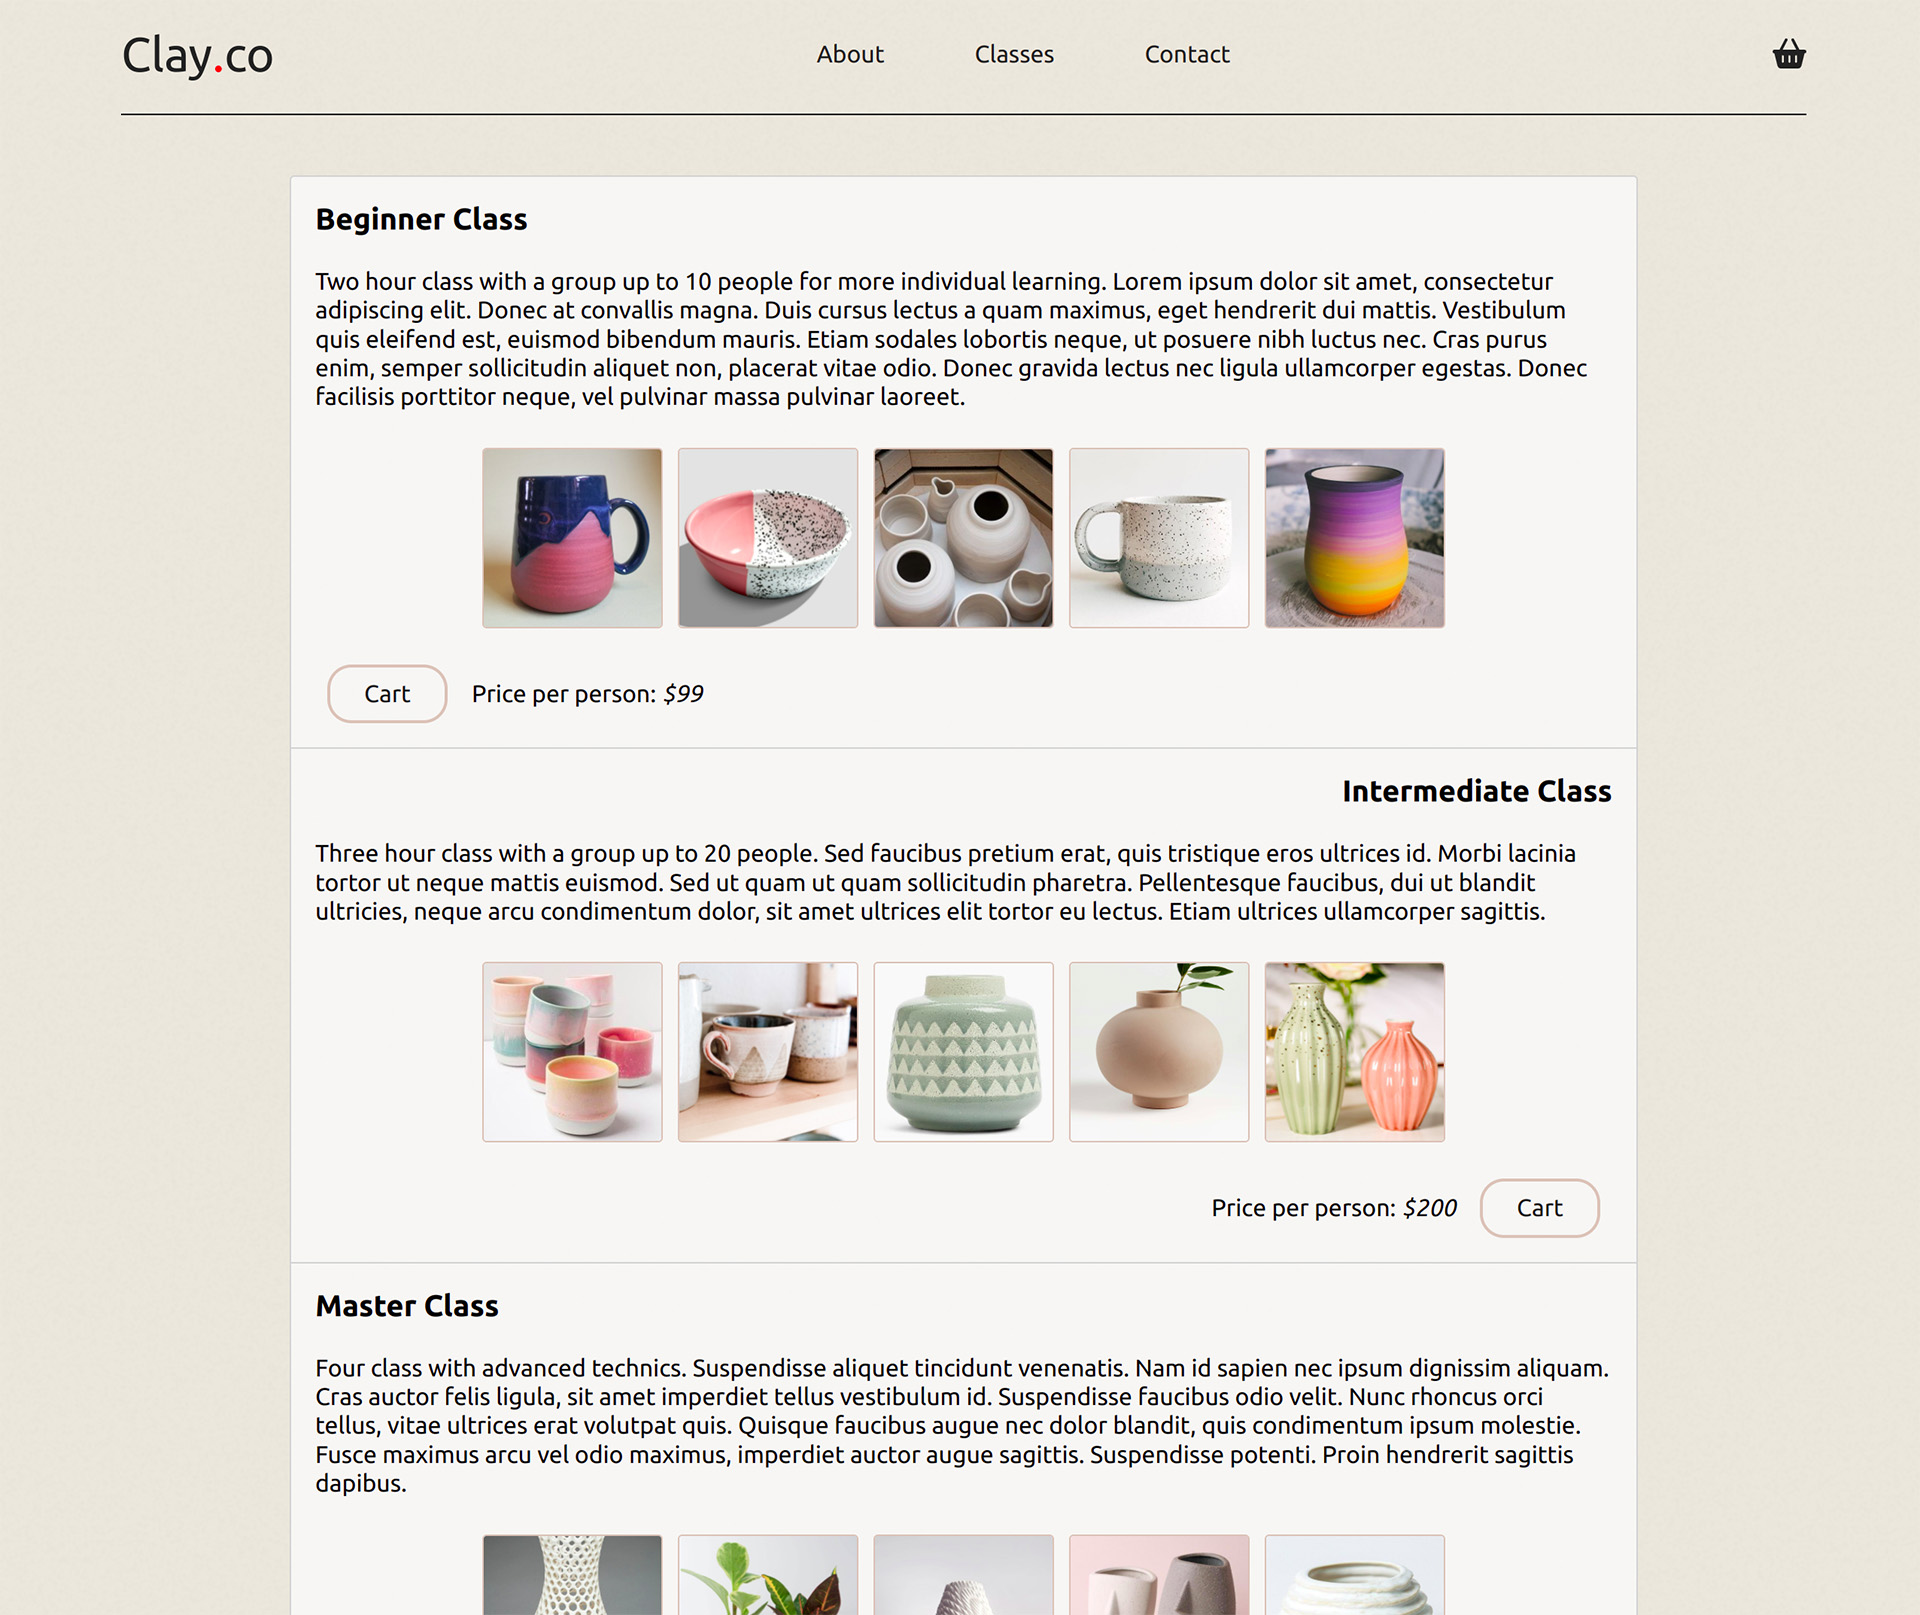 Clay.co
About Classes Contact
Beginner Class
Two hour class with a group up to 10 people for more individual learning. Lorem ipsum dolor sit amet, consectetur
adipiscing elit. Donec at convallis magna. Duis cursus lectus a quam maximus, eget hendrerit dui mattis. Vestibulum
quis eleifend est, euismod bibendum mauris. Etiam sodales lobortis neque, ut posuere nibh luctus nec. Cras purus
enim, semper sollicitudin aliquet non, placerat vitae odio. Donec gravida lectus nec ligula ullamcorper egestas. Donec
facilisis porttitor neque, vel pulvinar massa pulvinar laoreet.
Cart Price per person: $99
Intermediate Class
Three hour class with a group up to 20 people. Sed faucibus pretium erat, quis tristique eros ultrices id. Morbi lacinia
tortor ut neque mattis euismod. Sed ut quam ut quam sollicitudin pharetra. Pellentesque faucibus, dui ut blandit
ultricies, neque arcu condimentum dolor, sit amet ultrices elit tortor eu lectus. Etiam ultrices ullamcorper sagittis.
Price per person: $200 Cart
Master Class
Four class with advanced technics. Suspendisse aliquet tincidunt venenatis. Nam id sapien nec ipsum dignissim aliquam.
Cras auctor felis ligula, sit amet imperdiet tellus vestibulum id. Suspendisse faucibus odio velit. Nunc rhoncus orci
tellus, vitae ultrices erat volutpat quis. Quisque faucibus augue nec dolor blandit, quis condimentum ipsum molestie.
Fusce maximus arcu vel odio maximus, imperdiet auctor augue sagittis. Suspendisse potenti. Proin hendrerit sagittis
dapibus.